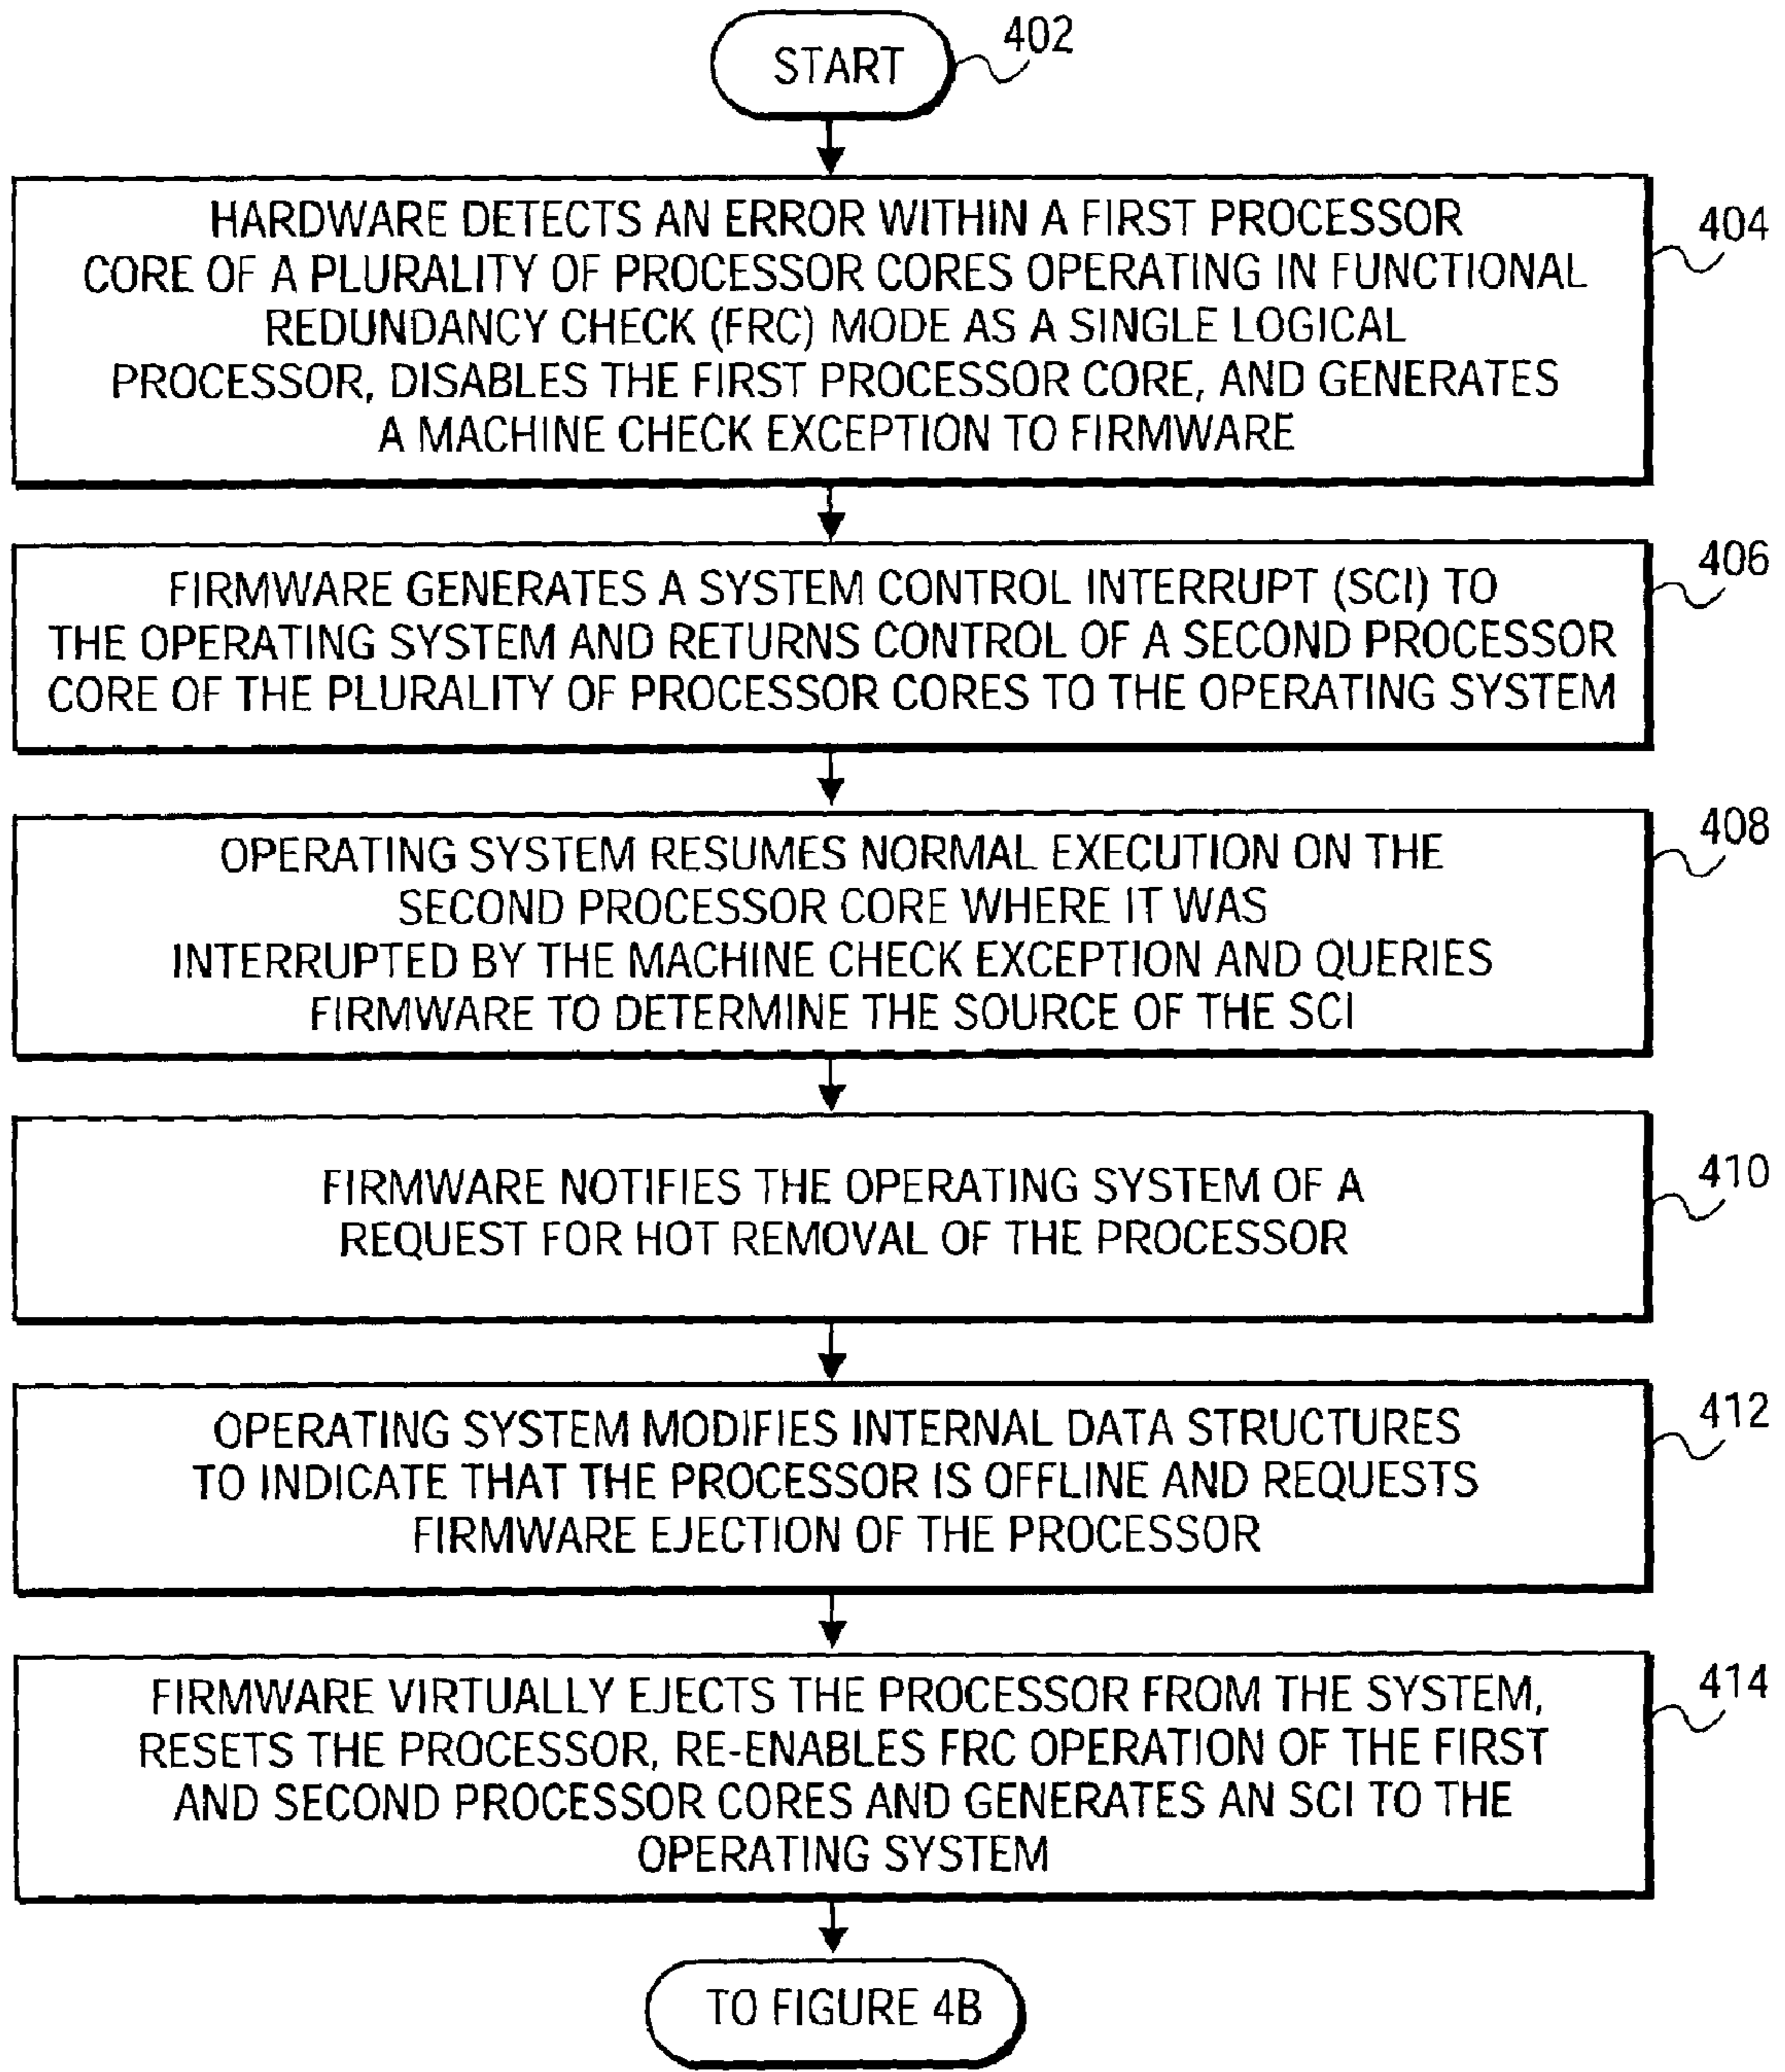 START
402
HARDWARE DETECTS AN ERROR WITHIN A FIRST PROCESSOR
CORE OF A PLURALITY OF PROCESSOR CORES OPERATING IN FUNCTIONAL
REDUNDANCY CHECK (FRC) MODE AS A SINGLE LOGICAL
PROCESSOR, DISABLES THE FIRST PROCESSOR CORE, AND GENERATES
A MACHINE CHECK EXCEPTION TO FIRMWARE
404
FIRMWARE GENERATES A SYSTEM CONTROL INTERRUPT (SCI) TO
THE OPERATING SYSTEM AND RETURNS CONTROL OF A SECOND PROCESSOR
CORE OF THE PLURALITY OF PROCESSOR CORES TO THE OPERATING SYSTEM
406
OPERATING SYSTEM RESUMES NORMAL EXECUTION ON THE
SECOND PROCESSOR CORE WHERE IT WAS
INTERRUPTED BY THE MACHINE CHECK EXCEPTION AND QUERIES
FIRMWARE TO DETERMINE THE SOURCE OF THE SCI
408
FIRMWARE NOTIFIES THE OPERATING SYSTEM OF A
REQUEST FOR HOT REMOVAL OF THE PROCESSOR
410
OPERATING SYSTEM MODIFIES INTERNAL DATA STRUCTURES
TO INDICATE THAT THE PROCESSOR IS OFFLINE AND REQUESTS
FIRMWARE EJECTION OF THE PROCESSOR
412
FIRMWARE VIRTUALLY EJECTS THE PROCESSOR FROM THE SYSTEM,
RESETS THE PROCESSOR, RE-ENABLES FRC OPERATION OF THE FIRST
AND SECOND PROCESSOR CORES AND GENERATES AN SCI TO THE
OPERATING SYSTEM
414
TO FIGURE 4B